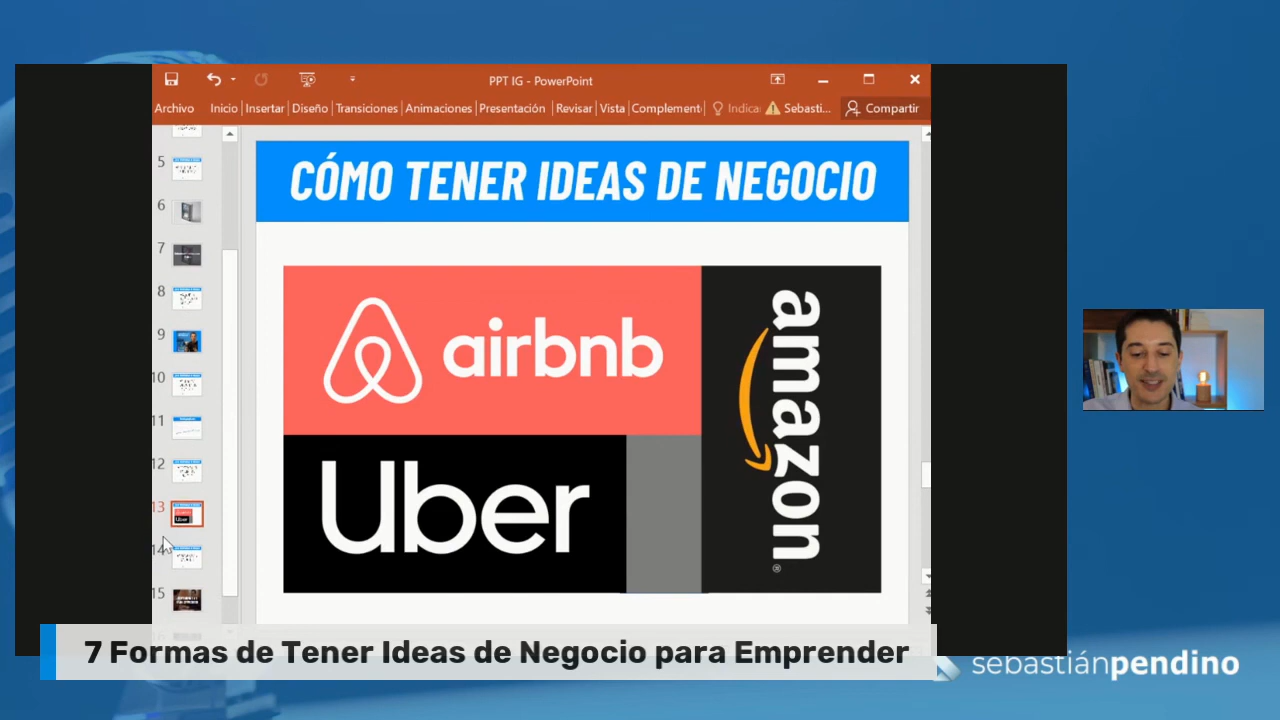 PPT IG - PowerPoint
Archivo Inicio Insertar Diseño Transiciones Animaciones Presentación Revisar Vista Complement Indica Sebasti... Compartir
5
6
7
8
9
10
11
12
13
14
15
CÓMO TENER IDEAS DE NEGOCIO
airbnb
amazon
®
Uber
7 Formas de Tener Ideas de Negocio para Emprender
sebastiánpendino